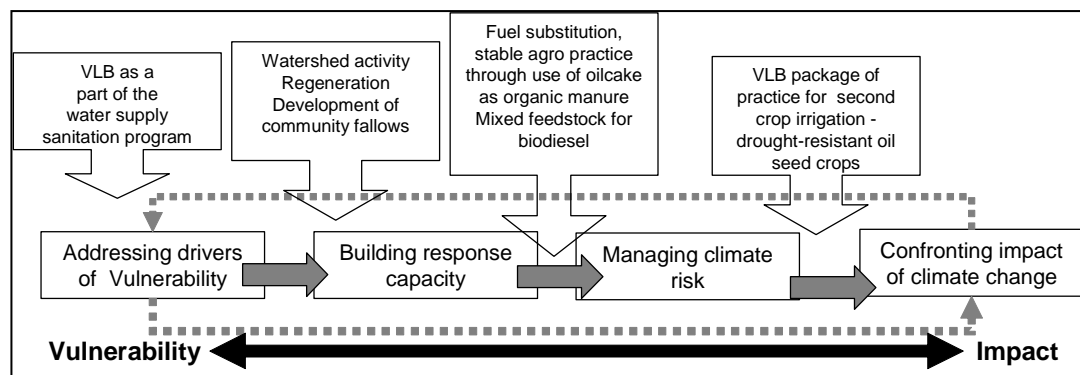 VLB as a
part of the
water supply
sanitation program
Watershed activity
Regeneration
Development of
community fallows
Fuel substitution,
stable agro practice
through use of oilcake
as organic manure
Mixed feedstock for
biodiesel
VLB package of
practice for second
crop irrigation -
drought-resistant oil
seed crops
Addressing drivers
of Vulnerability
Building response
capacity
Managing climate
risk
Confronting impact
of climate change
Vulnerability
Impact